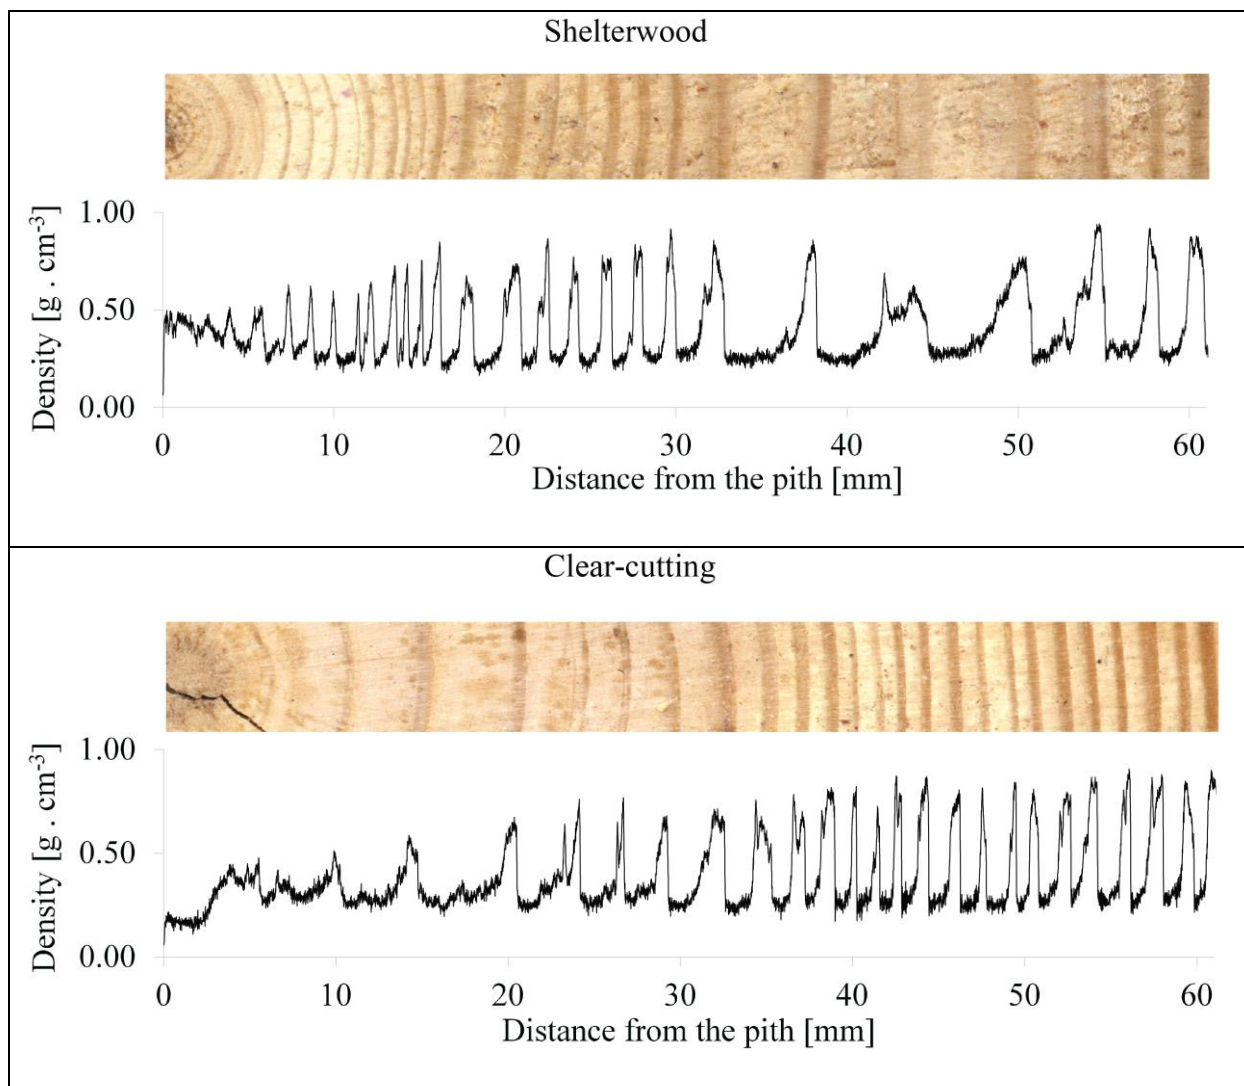 Shelterwood
Density [g . cm-3]
1.00
0.50
0.00
0 10 20 30 40 50 60
Distance from the pith [mm]
Clear-cutting
Density [g . cm-3]
1.00
0.50
0.00
0 10 20 30 40 50 60
Distance from the pith [mm]